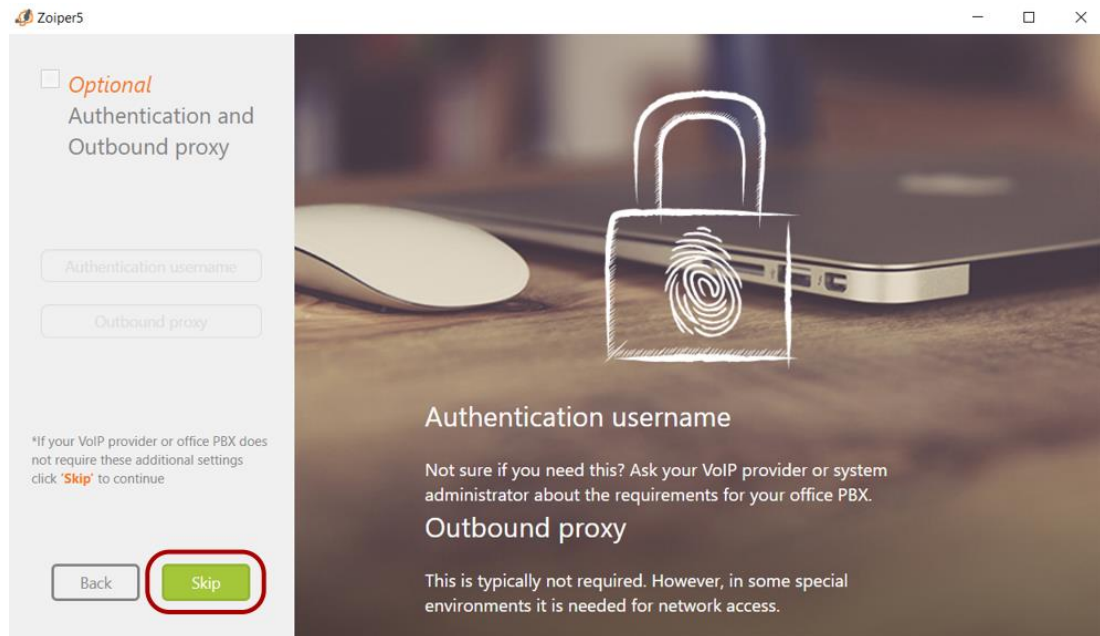 Zoiper5
Optional
Authentication and
Outbound proxy
Authentication username
Outbound proxy
*If your VoIP provider or office PBX does
not require these additional settings
click 'Skip' to continue
Back
Skip
Authentication username
Not sure if you need this? Ask your VoIP provider or system
administrator about the requirements for your office PBX.
Outbound proxy
This is typically not required. However, in some special
environments it is needed for network access.